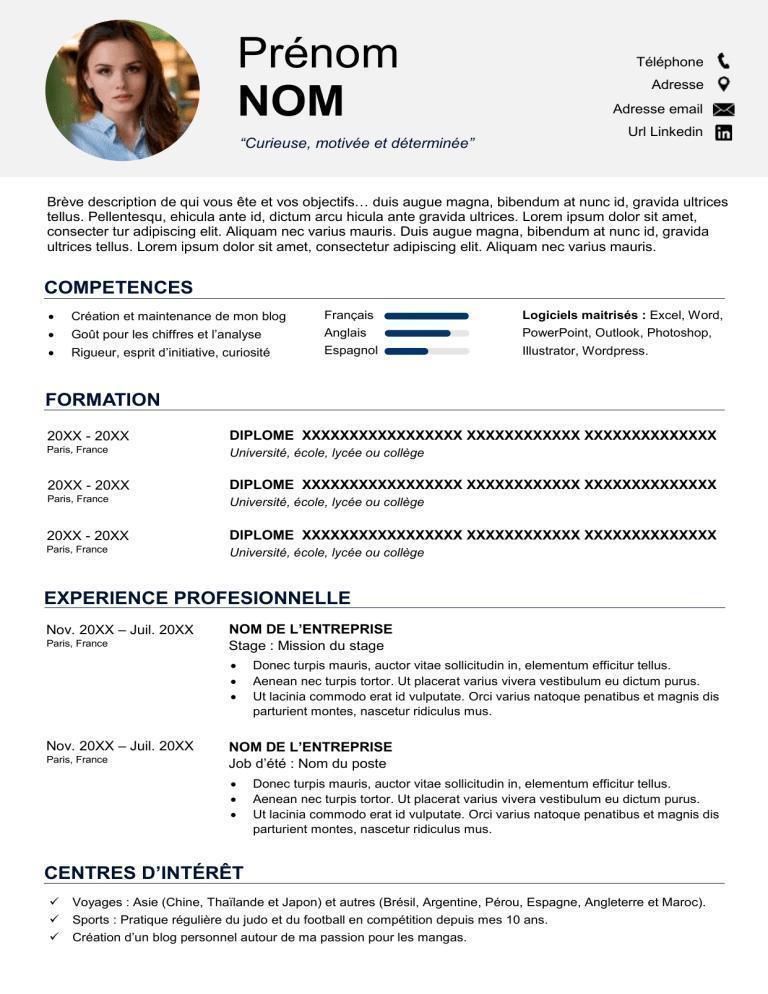 Prénom
NOM
“Curieuse, motivée et déterminée”
Téléphone
Adresse
Adresse email
Url Linkedin
Brève description de qui vous ête et vos objectifs… duis augue magna, bibendum at nunc id, gravida ultrices
tellus. Pellentesqu, ehicula ante id, dictum arcu hicula ante gravida ultrices. Lorem ipsum dolor sit amet,
consecter tur adipiscing elit. Aliquam nec varius mauris. Duis augue magna, bibendum at nunc id, gravida
ultrices tellus. Lorem ipsum dolor sit amet, consectetur adipiscing elit. Aliquam nec varius mauris.
COMPETENCES
• Création et maintenance de mon blog
• Goût pour les chiffres et l’analyse
• Rigueur, esprit d’initiative, curiosité
Français
Anglais
Espagnol
Logiciels maitrisés : Excel, Word,
PowerPoint, Outlook, Photoshop,
Illustrator, Wordpress.
FORMATION
20XX - 20XX
Paris, France
DIPLOME XXXXXXXXXXXXXXXXX XXXXXXXXXXXX XXXXXXXXXXXXXX
Université, école, lycée ou collège
20XX - 20XX
Paris, France
DIPLOME XXXXXXXXXXXXXXXXX XXXXXXXXXXXX XXXXXXXXXXXXXX
Université, école, lycée ou collège
20XX - 20XX
Paris, France
DIPLOME XXXXXXXXXXXXXXXXX XXXXXXXXXXXX XXXXXXXXXXXXXX
Université, école, lycée ou collège
EXPERIENCE PROFESIONNELLE
Nov. 20XX – Juil. 20XX
Paris, France
NOM DE L’ENTREPRISE
Stage : Mission du stage
• Donec turpis mauris, auctor vitae sollicitudin in, elementum efficitur tellus.
• Aenean nec turpis tortor. Ut placerat varius vivera vestibulum eu dictum purus.
• Ut lacinia commodo erat id vulputate. Orci varius natoque penatibus et magnis dis
parturient montes, nascetur ridiculus mus.
Nov. 20XX – Juil. 20XX
Paris, France
NOM DE L’ENTREPRISE
Job d’été : Nom du poste
• Donec turpis mauris, auctor vitae sollicitudin in, elementum efficitur tellus.
• Aenean nec turpis tortor. Ut placerat varius vivera vestibulum eu dictum purus.
• Ut lacinia commodo erat id vulputate. Orci varius natoque penatibus et magnis dis
parturient montes, nascetur ridiculus mus.
CENTRES D’INTÉRÊT
✓ Voyages : Asie (Chine, Thaïlande et Japon) et autres (Brésil, Argentine, Pérou, Espagne, Angleterre et Maroc).
✓ Sports : Pratique régulière du judo et du football en compétition depuis mes 10 ans.
✓ Création d’un blog personnel autour de ma passion pour les mangas.